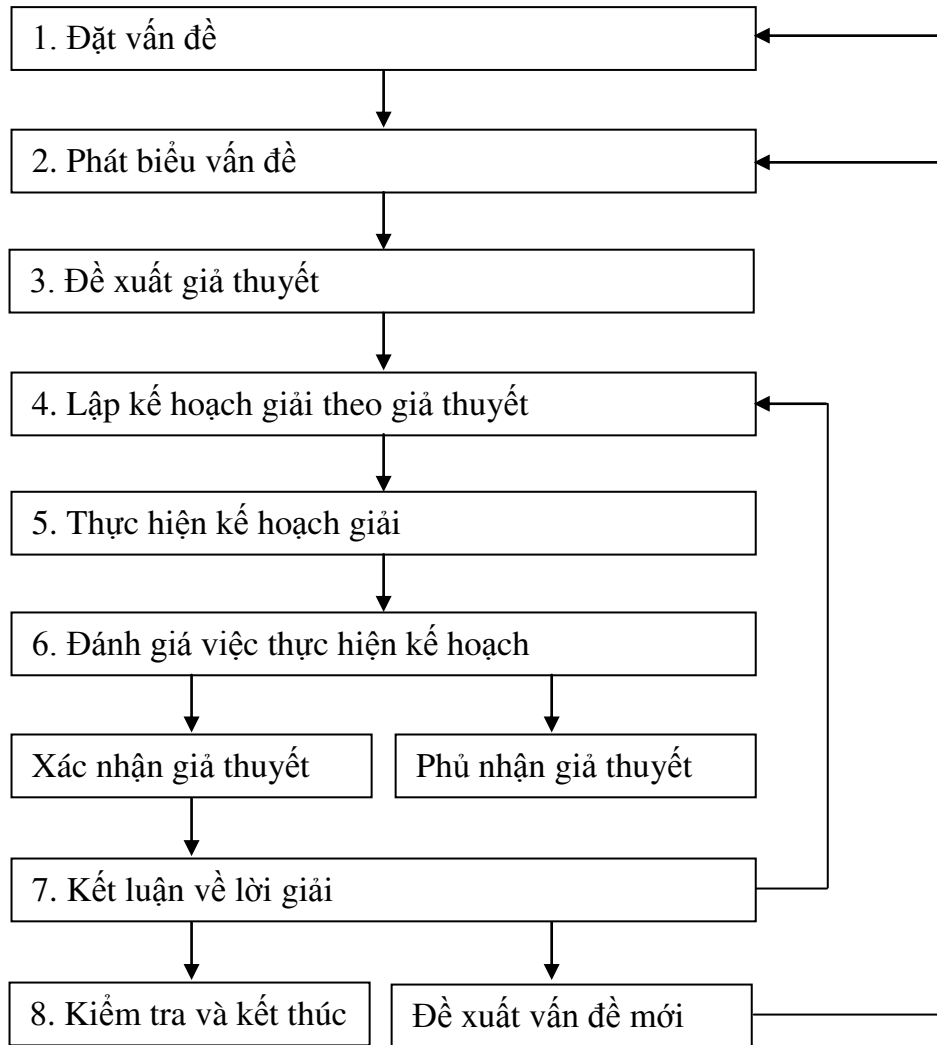 1. Đặt vấn đề
2. Phát biểu vấn đề
3. Đề xuất giả thuyết
4. Lập kế hoạch giải theo giả thuyết
5. Thực hiện kế hoạch giải
6. Đánh giá việc thực hiện kế hoạch
Xác nhận giả thuyết
Phủ nhận giả thuyết
7. Kết luận về lời giải
8. Kiểm tra và kết thúc
Đề xuất vấn đề mới